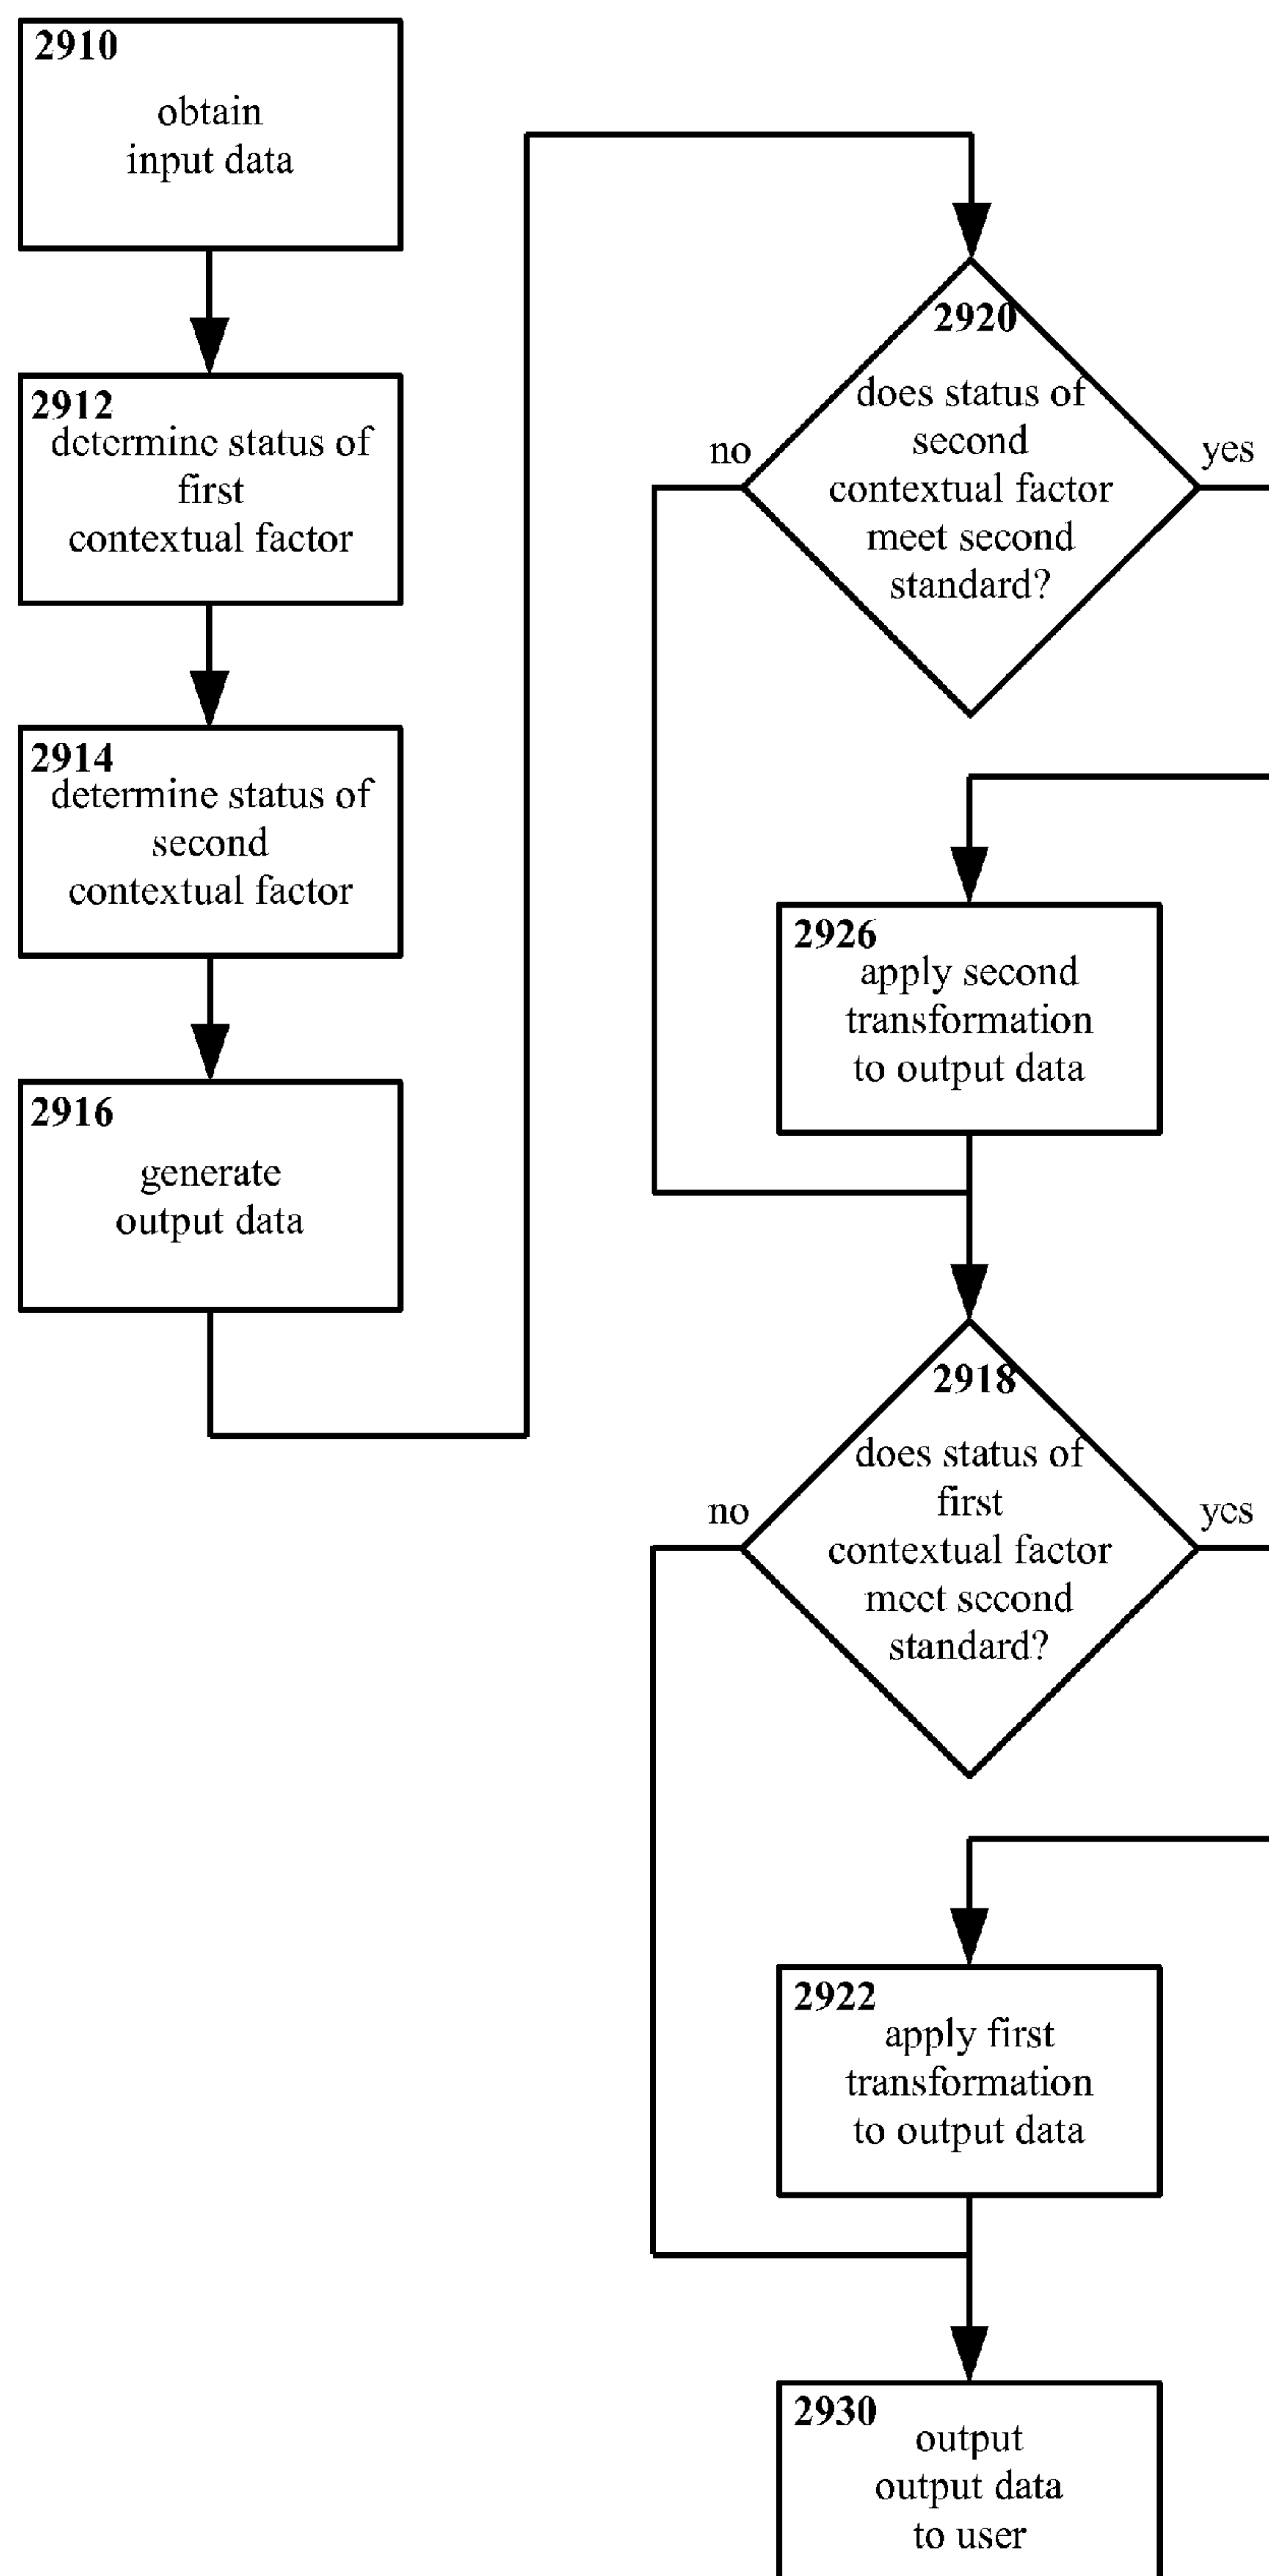 2910
obtain
input data
2912
determine status of
first
contextual factor
2914
determine status of
second
contextual factor
2916
generate
output data
2920
does status of
second
contextual factor
meet second
standard?
no
yes
2926
apply second
transformation
to output data
2918
does status of
first
contextual factor
meet second
standard?
no
yes
2922
apply first
transformation
to output data
2930
output
output data
to user